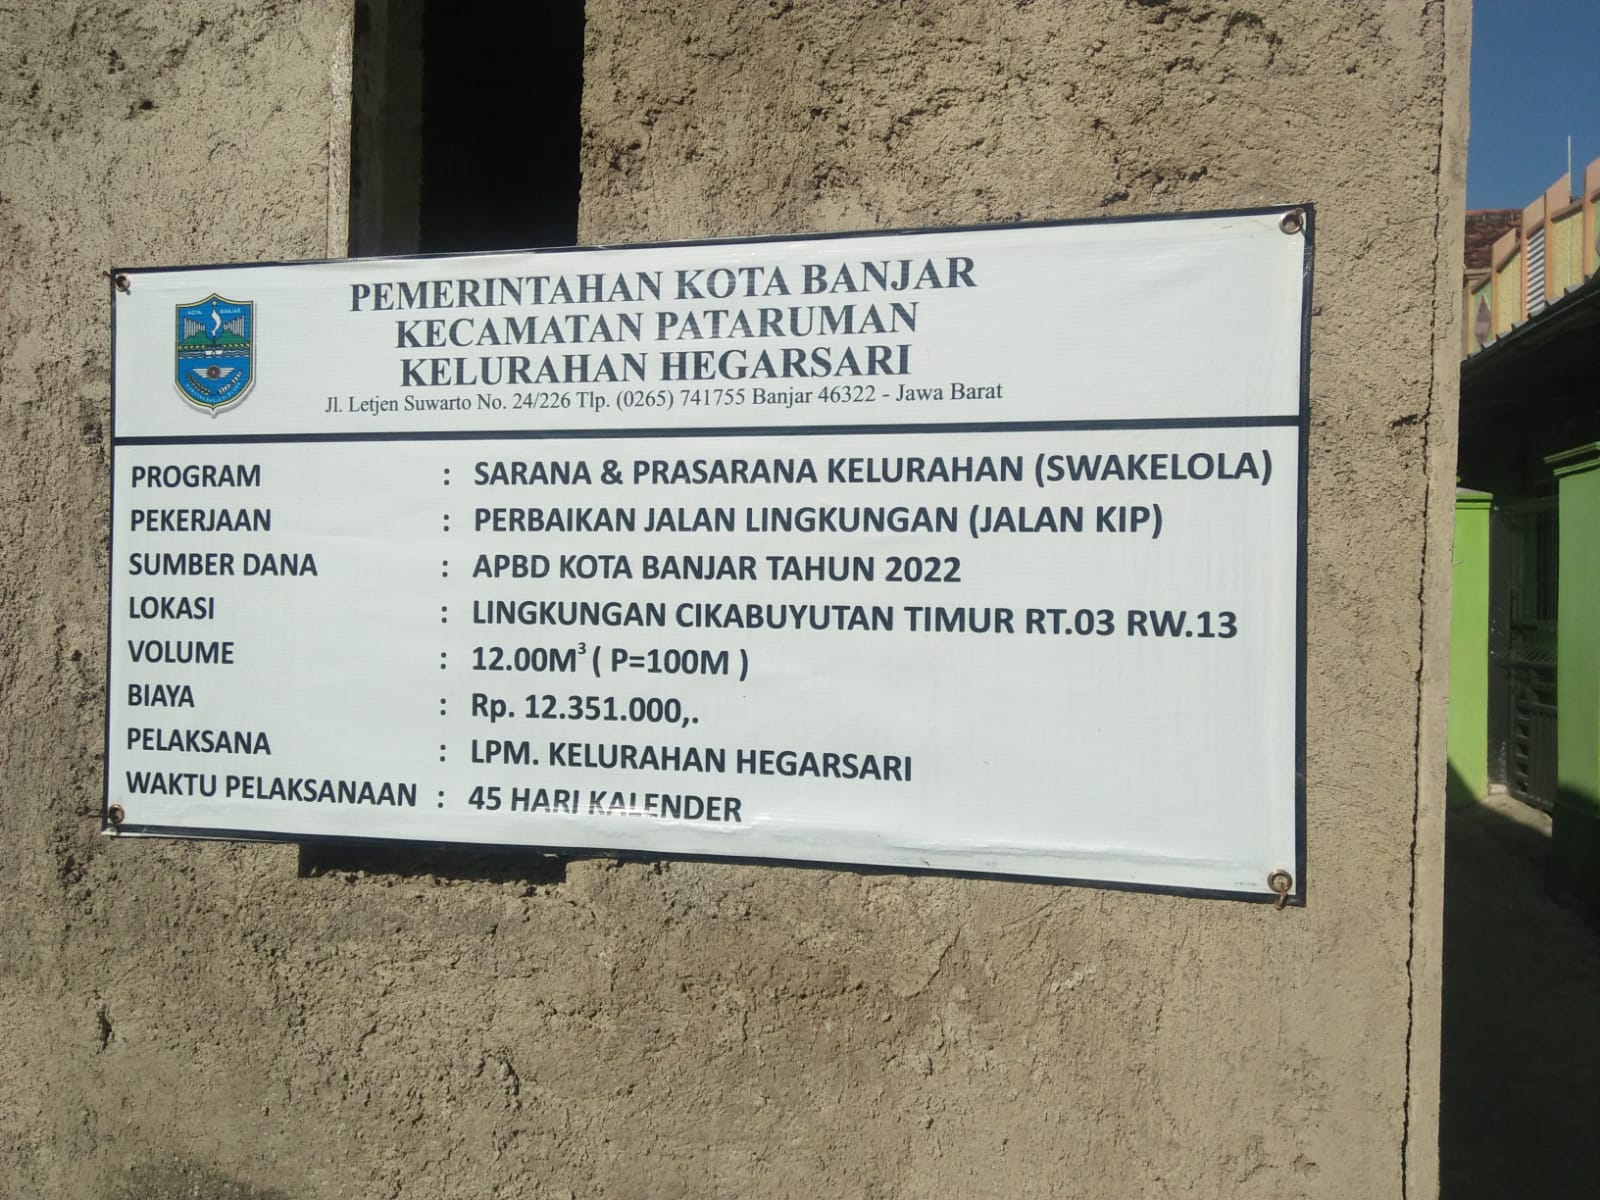 KOTA BANJAR
PEMERINTAHAN KOTA BANJAR
KECAMATAN PATARUMAN
KELURAHAN HEGARSARI
Jl. Letjen Suwarto No. 24/226 Tlp. (0265) 741755 Banjar 46322 - Jawa Barat
PROGRAM : SARANA & PRASARANA KELURAHAN (SWAKELOLA)
PEKERJAAN : PERBAIKAN JALAN LINGKUNGAN (JALAN KIP)
SUMBER DANA : APBD KOTA BANJAR TAHUN 2022
LOKASI : LINGKUNGAN CIKABUYUTAN TIMUR RT.03 RW.13
VOLUME : 12.00M³ ( P=100M )
BIAYA : Rp. 12.351.000,.
PELAKSANA : LPM. KELURAHAN HEGARSARI
WAKTU PELAKSANAAN : 45 HARI KALENDER